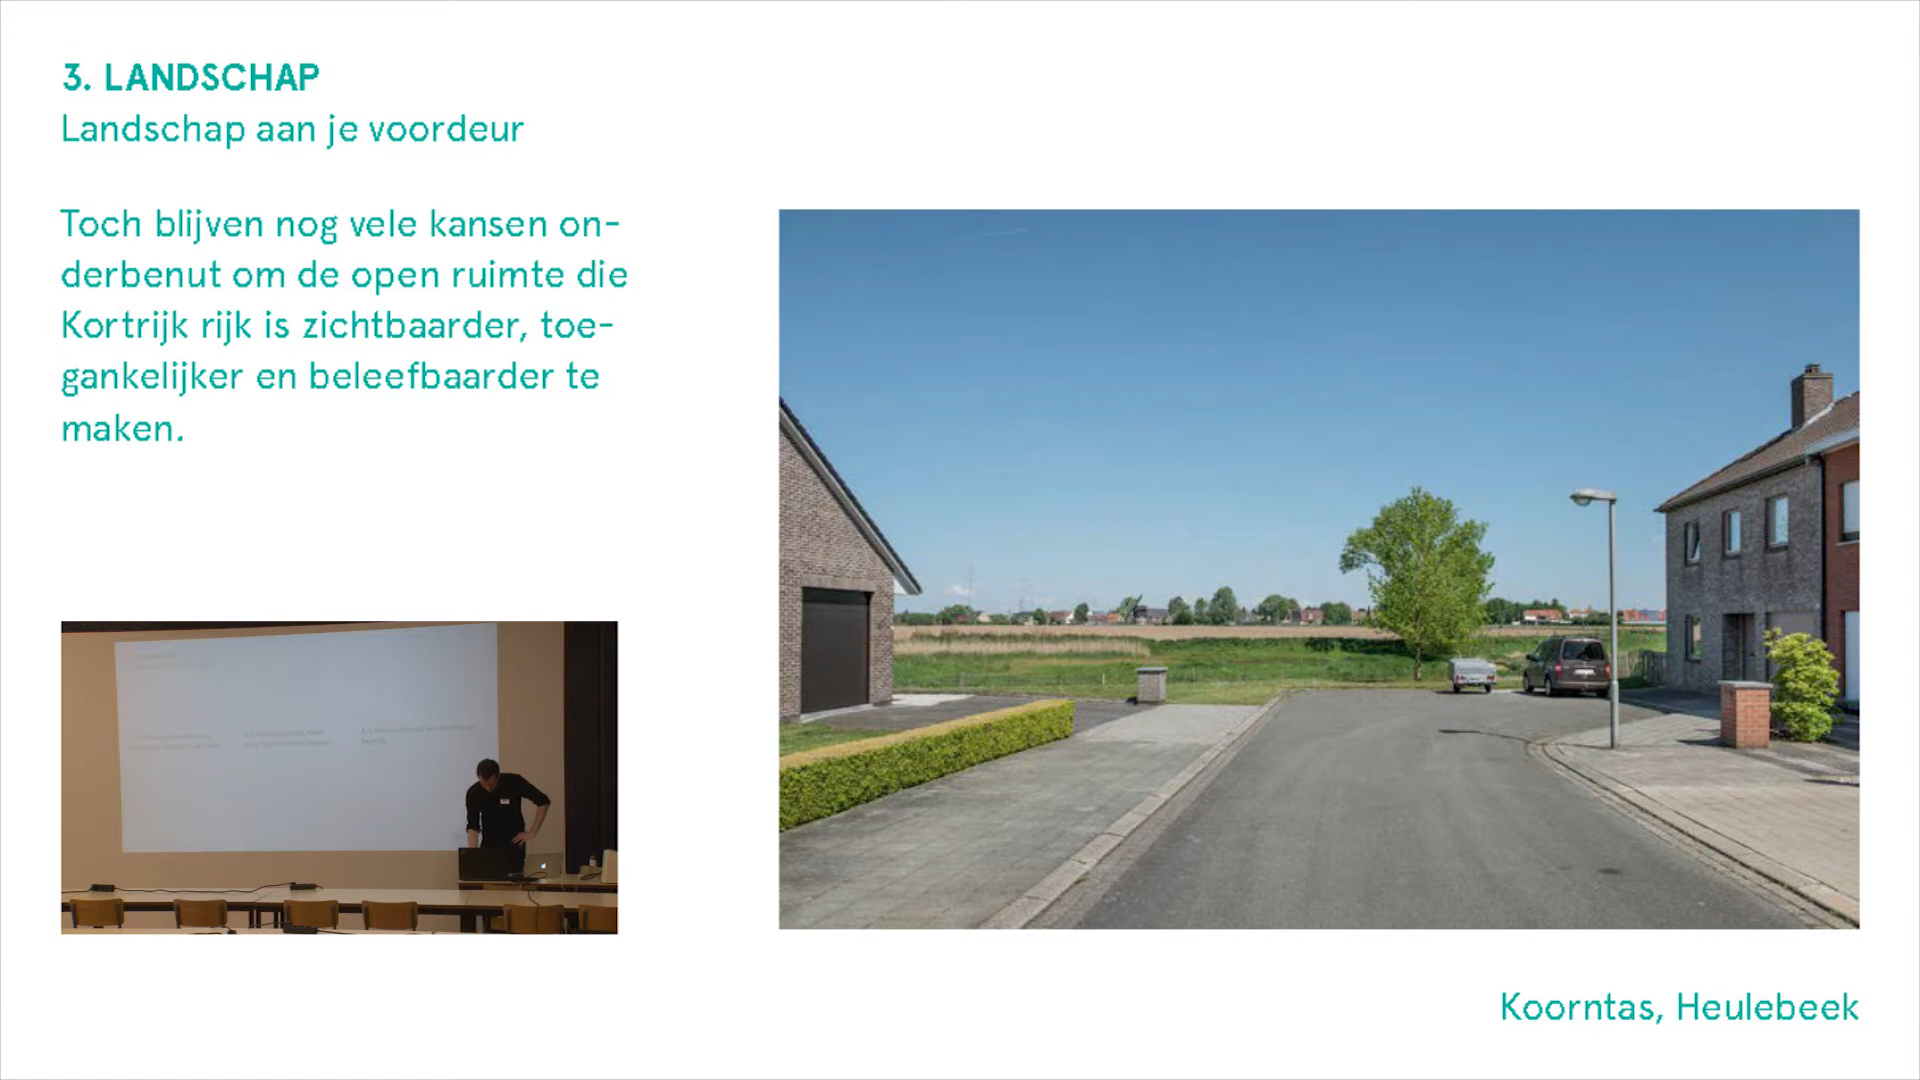 3. LANDSCHAP
Landschap aan je voordeur
Toch blijven nog vele kansen on-
derbenut om de open ruimte die
Kortrijk rijk is zichtbaarder, toe-
gankelijker en beleefbaarder te
maken.
Koorntas, Heulebeek